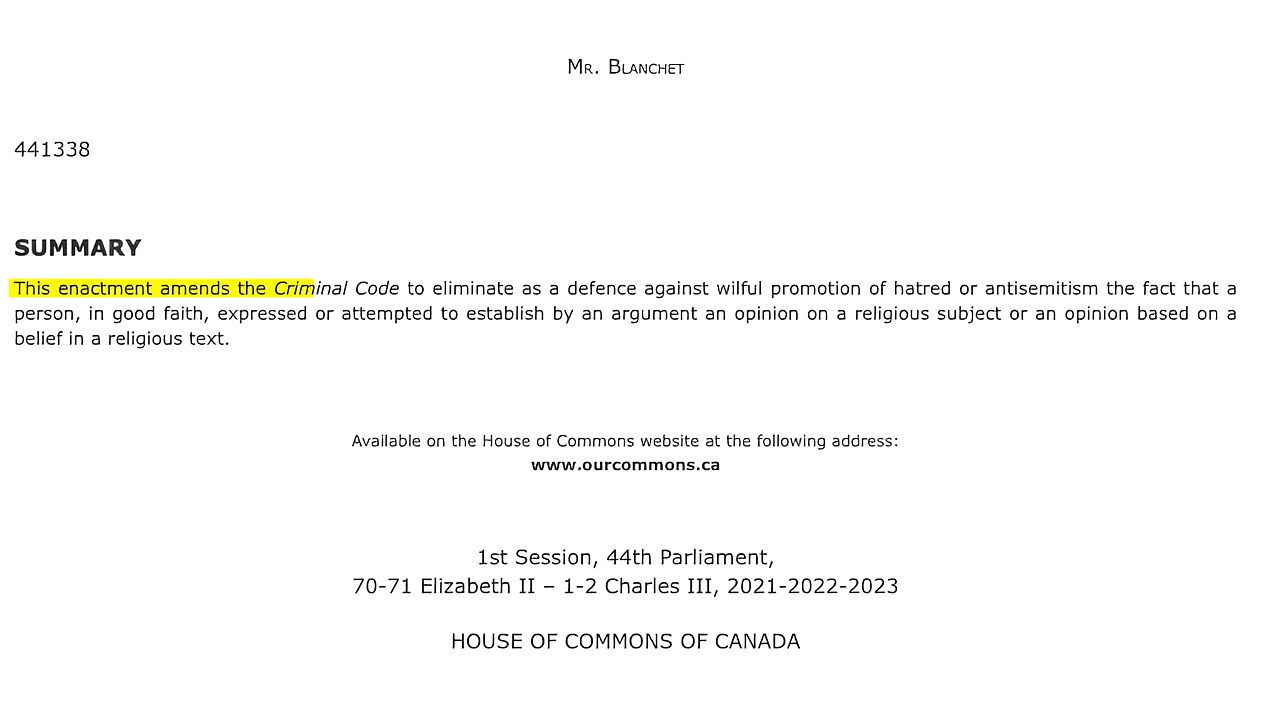 Mr. Blanchet
441338
SUMMARY
This enactment amends the Criminal Code to eliminate as a defence against wilful promotion of hatred or antisemitism the fact that a
person, in good faith, expressed or attempted to establish by an argument an opinion on a religious subject or an opinion based on a
belief in a religious text.
Available on the House of Commons website at the following address:
www.ourcommons.ca
1st Session, 44th Parliament,
70-71 Elizabeth II – 1-2 Charles III, 2021-2022-2023
HOUSE OF COMMONS OF CANADA